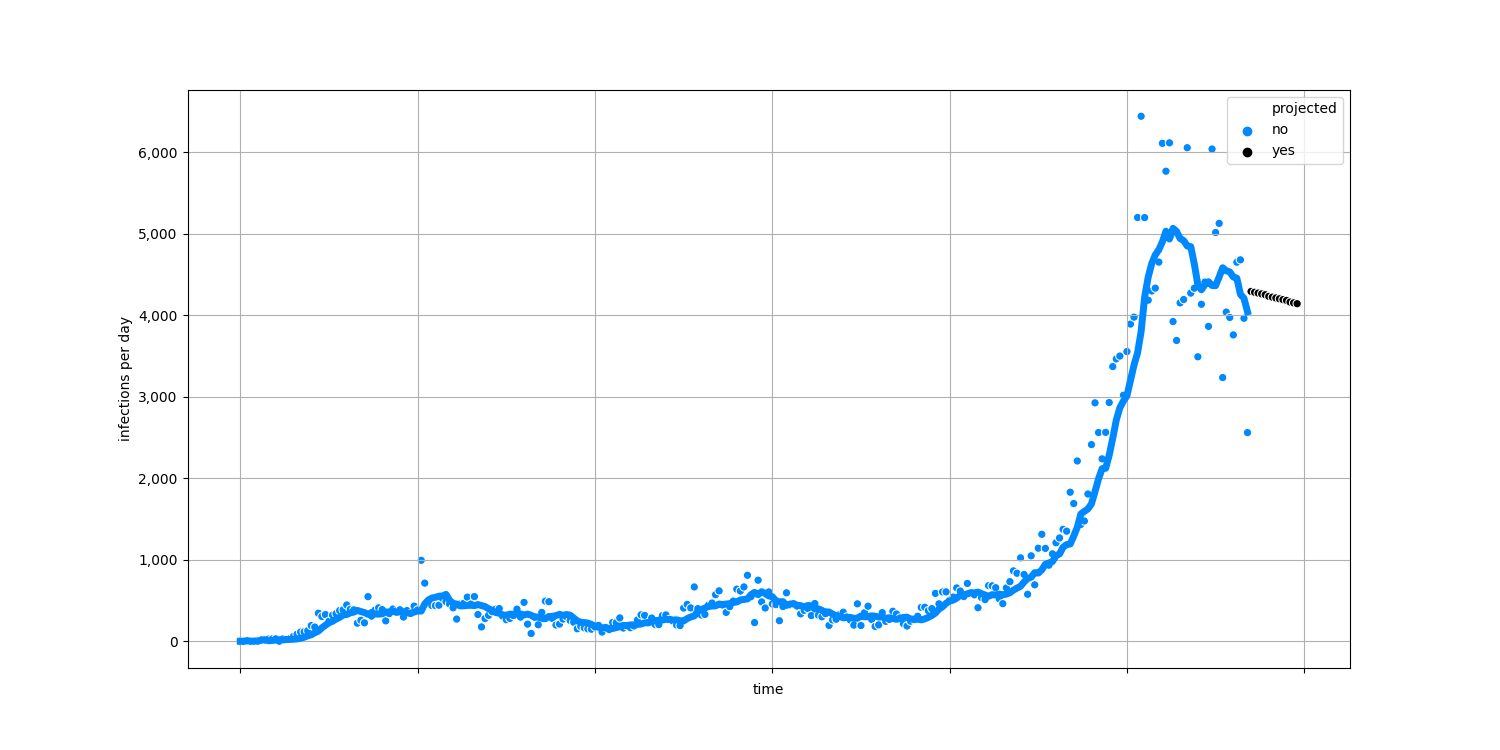 projected
no
yes
6,000
5,000
4,000
3,000
2,000
1,000
0
infections per day
time